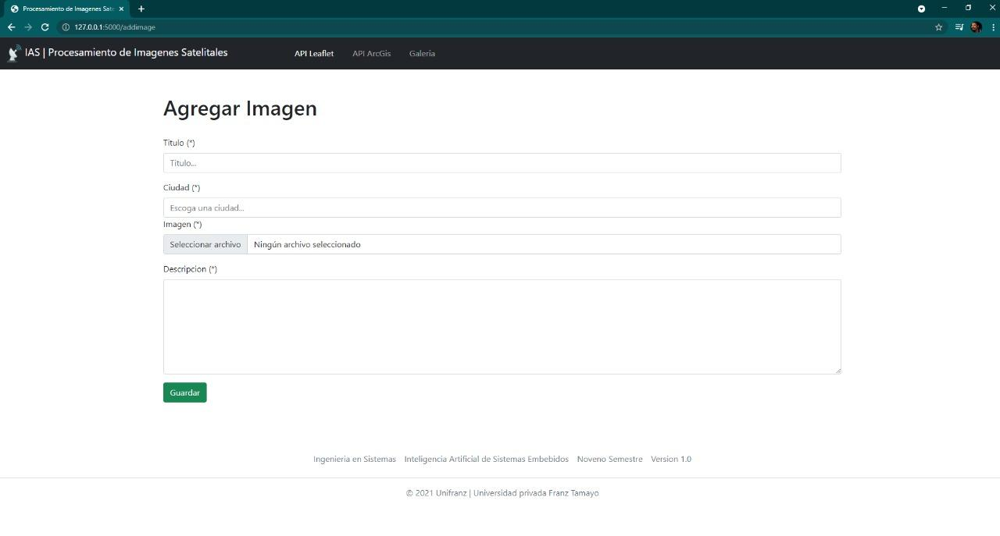 Procesamiento de Imagenes Sate
127.0.0.1:5000/addimage
IAS | Procesamiento de Imagenes Satelitales
API Leaflet
API ArcGis
Galeria
Agregar Imagen
Titulo (*)
Titulo...
Ciudad (*)
Escoga una ciudad...
Imagen (*)
Seleccionar archivo Ningún archivo seleccionado
Descripcion (*)
Guardar
Ingenieria en Sistemas Inteligencia Artificial de Sistemas Embebidos Noveno Semestre Version 1.0
© 2021 Unifranz | Universidad privada Franz Tamayo